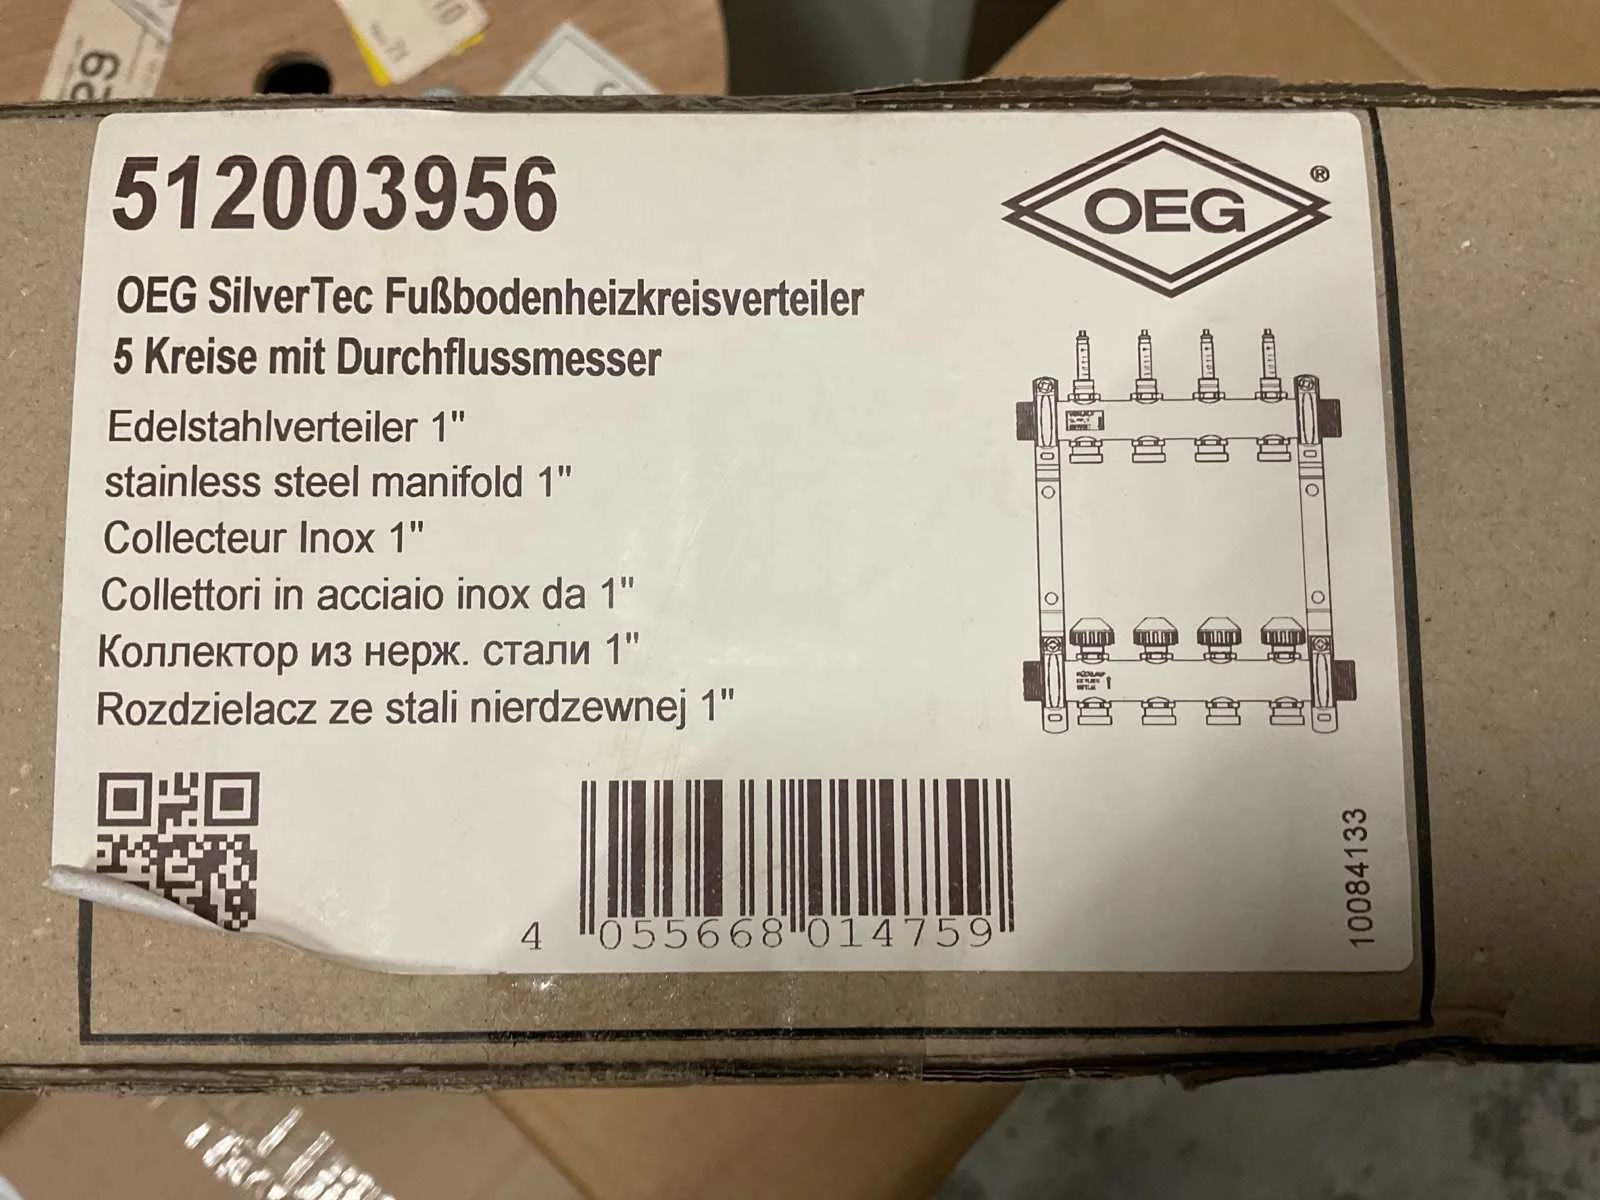 512003956
OEG ®
OEG SilverTec Fußbodenheizkreisverteiler
5 Kreise mit Durchflussmesser
Edelstahlverteiler 1"
stainless steel manifold 1"
Collecteur Inox 1"
Collettori in acciaio inox da 1"
Коллектор из нерж. стали 1"
Rozdzielacz ze stali nierdzewnej 1"
4 055668 014759
10084133
29